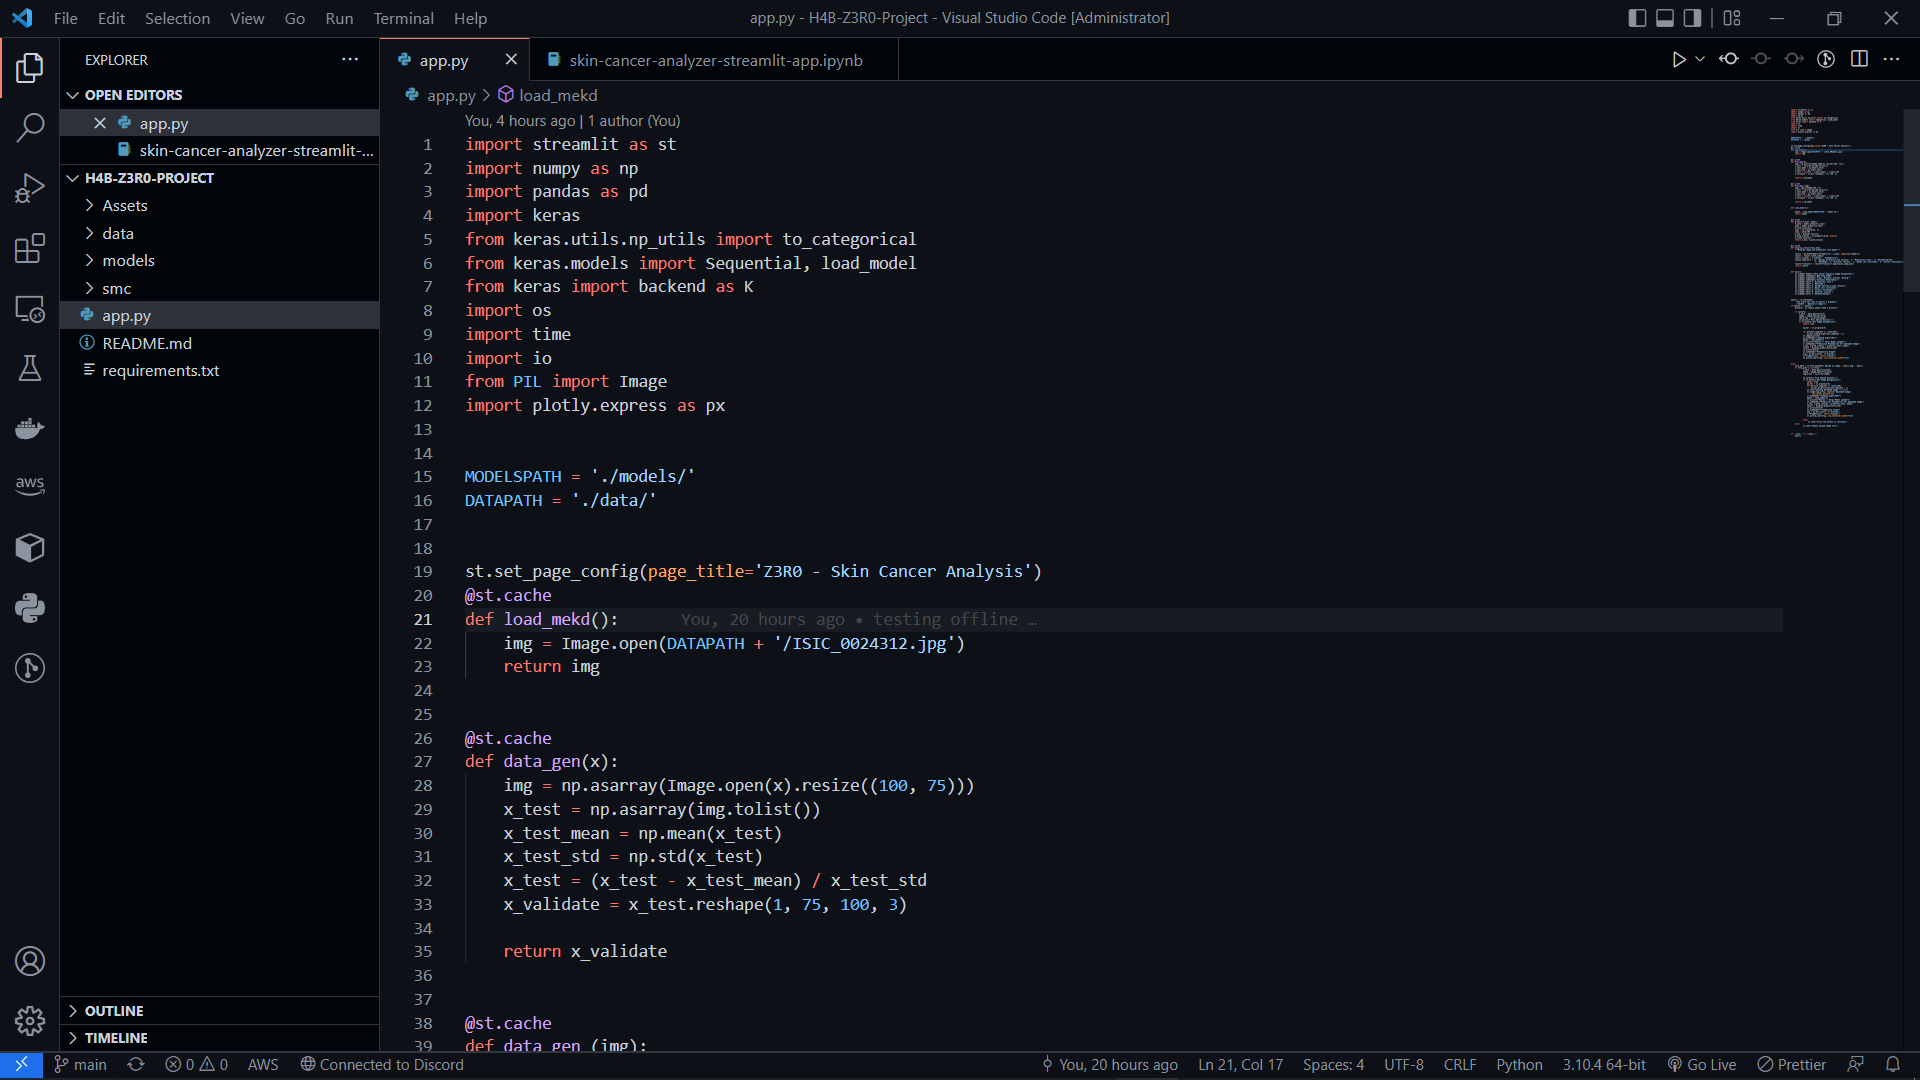 File Edit Selection View Go Run Terminal Help
app.py - H4B-Z3R0-Project - Visual Studio Code [Administrator]
EXPLORER
OPEN EDITORS
app.py
skin-cancer-analyzer-streamlit-...
H4B-Z3R0-PROJECT
Assets
data
models
smc
app.py
README.md
requirements.txt
OUTLINE
TIMELINE
aws
app.py
skin-cancer-analyzer-streamlit-app.ipynb
app.py > load_mekd
You, 4 hours ago | 1 author (You)
1 import streamlit as st
2 import numpy as np
3 import pandas as pd
4 import keras
5 from keras.utils.np_utils import to_categorical
6 from keras.models import Sequential, load_model
7 from keras import backend as K
8 import os
9 import time
10 import io
11 from PIL import Image
12 import plotly.express as px
13
14
15 MODELSPATH = './models/'
16 DATAPATH = './data/'
17
18
19 st.set_page_config(page_title='Z3R0 - Skin Cancer Analysis')
20 @st.cache
21 def load_mekd(): You, 20 hours ago • testing offline …
22 img = Image.open(DATAPATH + '/ISIC_0024312.jpg')
23 return img
24
25
26 @st.cache
27 def data_gen(x):
28 img = np.asarray(Image.open(x).resize((100, 75)))
29 x_test = np.asarray(img.tolist())
30 x_test_mean = np.mean(x_test)
31 x_test_std = np.std(x_test)
32 x_test = (x_test - x_test_mean) / x_test_std
33 x_validate = x_test.reshape(1, 75, 100, 3)
34
35 return x_validate
36
37
38 @st.cache
39 def data_gen_(img):
main 0 0 AWS Connected to Discord You, 20 hours ago Ln 21, Col 17 Spaces: 4 UTF-8 CRLF Python 3.10.4 64-bit Go Live Prettier